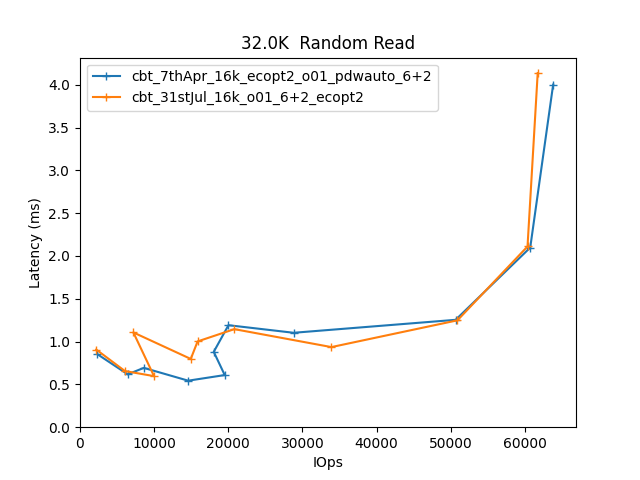 32.0K  Random Read
cbt_7thApr_16k_ecopt2_o01_pdwauto_6+2
cbt_31stJul_16k_o01_6+2_ecopt2
Latency (ms)
4.0
3.5
3.0
2.5
2.0
1.5
1.0
0.5
0.0
0 10000 20000 30000 40000 50000 60000
IOps